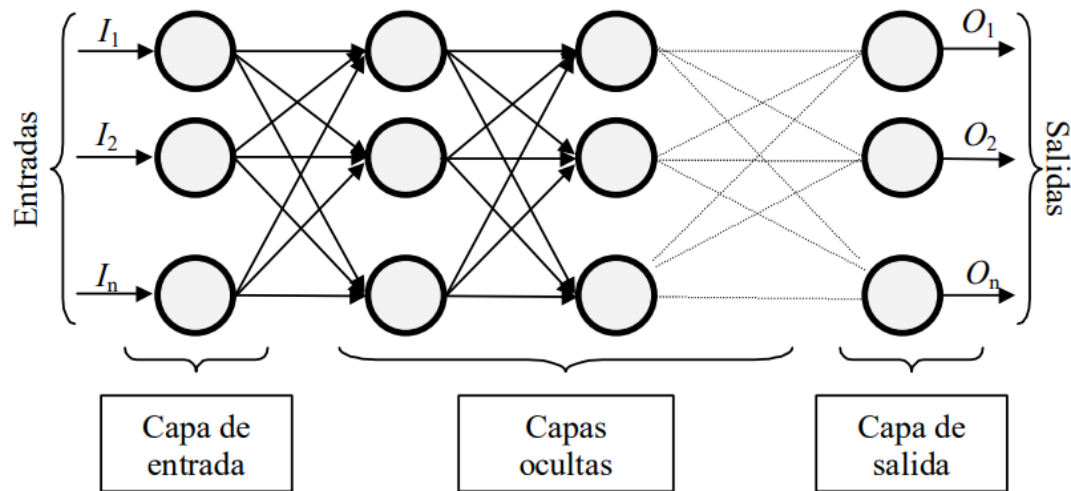 Entradas
I1
I2
In
O1
O2
On
Salidas
Capa de
entrada
Capas
ocultas
Capa de
salida